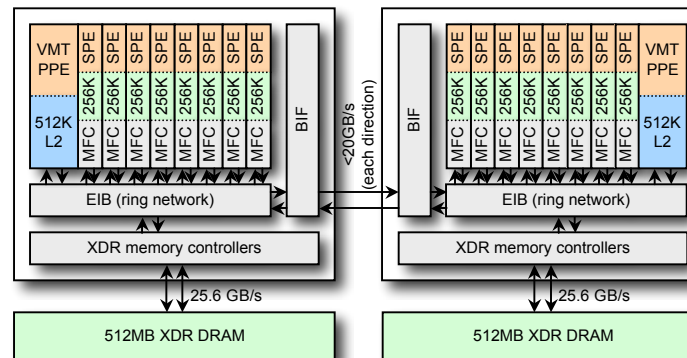 VMT
PPE
512K
L2
SPE
SPE
SPE
SPE
SPE
SPE
SPE
SPE
256K
256K
256K
256K
256K
256K
256K
256K
MFC
MFC
MFC
MFC
MFC
MFC
MFC
MFC
BIF
EIB (ring network)
XDR memory controllers
25.6 GB/s
512MB XDR DRAM
<20GB/s
(each direction)
BIF
SPE
SPE
SPE
SPE
SPE
SPE
SPE
SPE
256K
256K
256K
256K
256K
256K
256K
256K
MFC
MFC
MFC
MFC
MFC
MFC
MFC
MFC
VMT
PPE
512K
L2
EIB (ring network)
XDR memory controllers
25.6 GB/s
512MB XDR DRAM